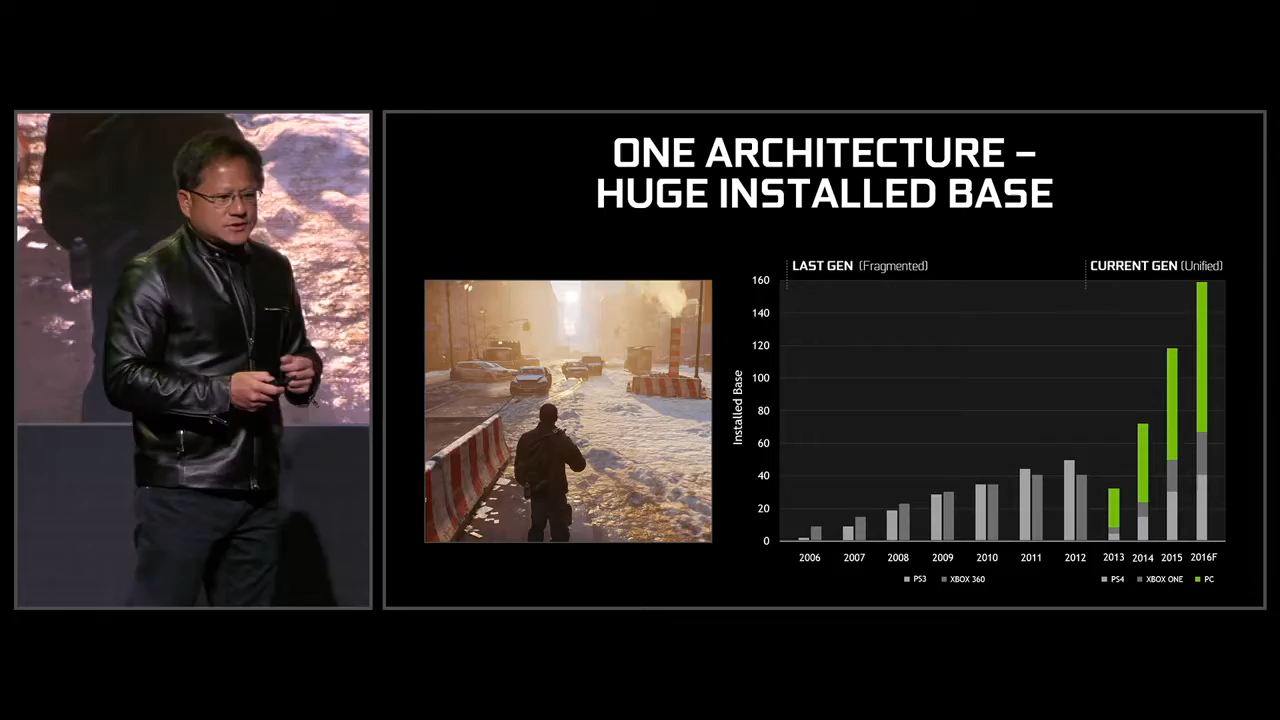 ONE ARCHITECTURE –
HUGE INSTALLED BASE
LAST GEN (Fragmented)
CURRENT GEN (Unified)
Installed Base
160
140
120
100
80
60
40
20
0
2006 2007 2008 2009 2010 2011 2012 2013 2014 2015 2016F
PS3 XBOX 360
PS4 XBOX ONE PC